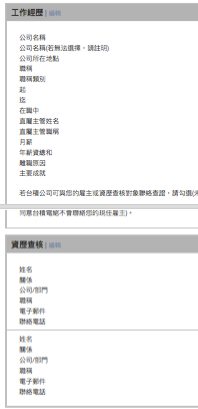 工作經歷 | 編輯
公司名稱
公司名稱(若無法選擇，請註明)
公司所在地點
職稱
職稱類別
起
迄
在職中
直屬主管姓名
直屬主管職稱
月薪
年薪資總和
離職原因
主要成就
若台積公司可與您的雇主或資歷查核對象聯絡查證，請勾選(未
同意台積電絕不會聯絡您的現任雇主)。
資歷查核 | 編輯
姓名
關係
公司/部門
職稱
電子郵件
聯絡電話
姓名
關係
公司/部門
職稱
電子郵件
聯絡電話